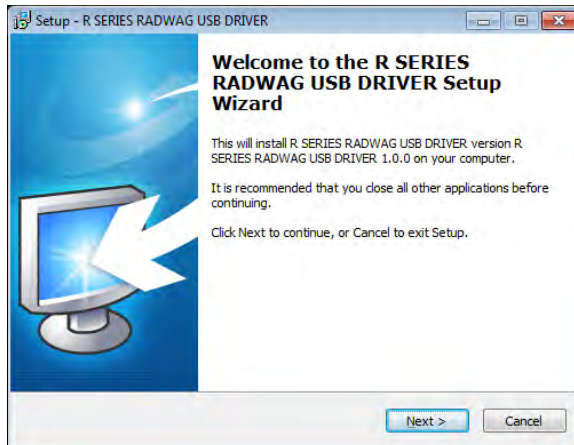 Setup - R SERIES RADWAG USB DRIVER
Welcome to the R SERIES
RADWAG USB DRIVER Setup
Wizard
This will install R SERIES RADWAG USB DRIVER version R
SERIES RADWAG USB DRIVER 1.0.0 on your computer.
It is recommended that you close all other applications before
continuing.
Click Next to continue, or Cancel to exit Setup.
Next >
Cancel